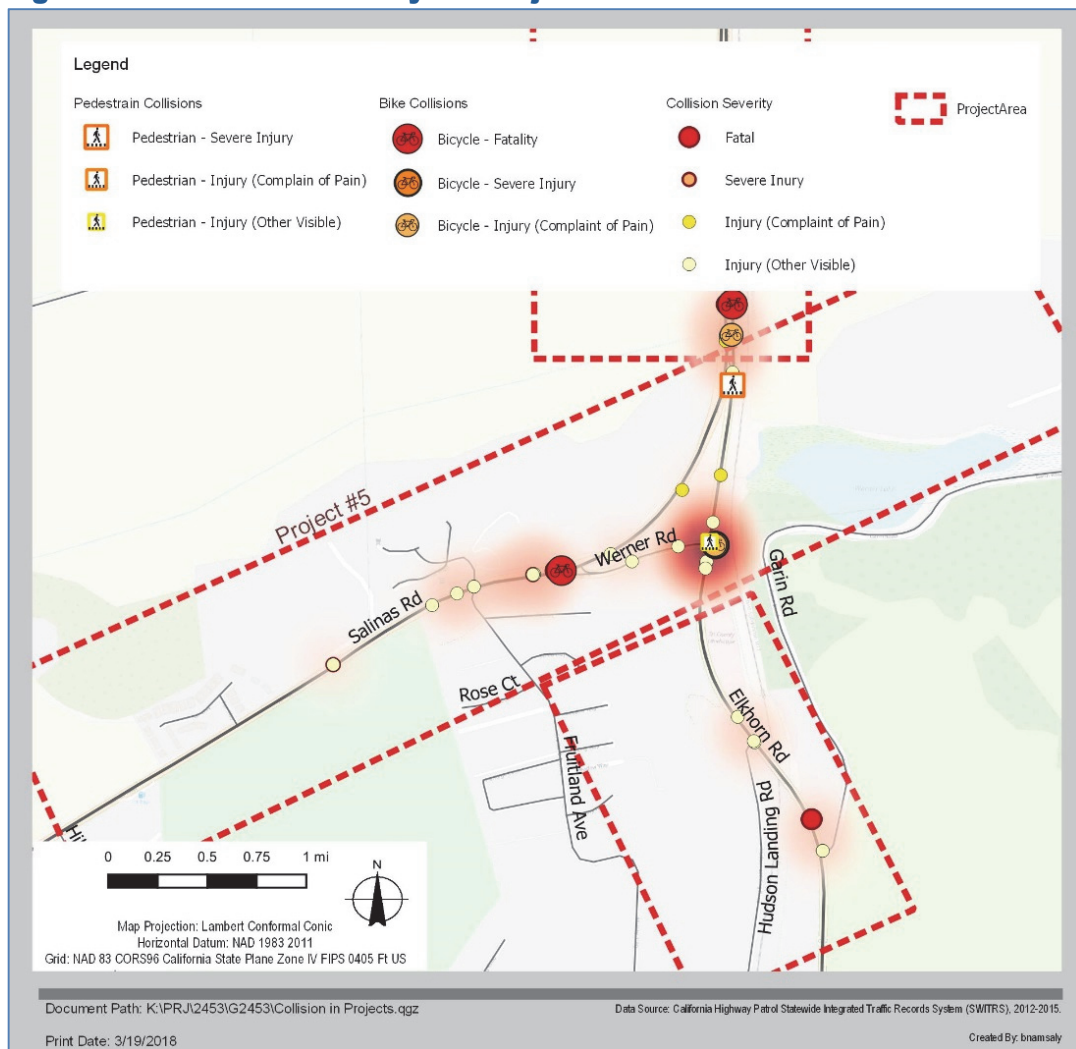 Legend
Pedestrain Collisions
Pedestrian - Severe Injury
Pedestrian - Injury (Complain of Pain)
Pedestrian - Injury (Other Visible)
Bike Collisions
Bicycle - Fatality
Bicycle - Severe Injury
Bicycle - Injury (Complaint of Pain)
Collision Severity
Fatal
Severe Inury
Injury (Complaint of Pain)
Injury (Other Visible)
ProjectArea
Project #5
Werner Rd
Salinas Rd
Garin Rd
Rose Ct
Elkhorn Rd
Fruitland Ave
Hudson Landing Rd
0 0.25 0.5 0.75 1 mi
N
Map Projection: Lambert Conformal Conic
Horizontal Datum: NAD 1983 2011
Grid: NAD 83 CORS96 California State Plane Zone IV FIPS 0405 Ft US
Document Path: K:\PRJ\2453\G2453\Collision in Projects.qgz
Data Source: California Highway Patrol Statewide Integrated Traffic Records System (SWITRS), 2012-2015.
Print Date: 3/19/2018
Created By: bnamsaly